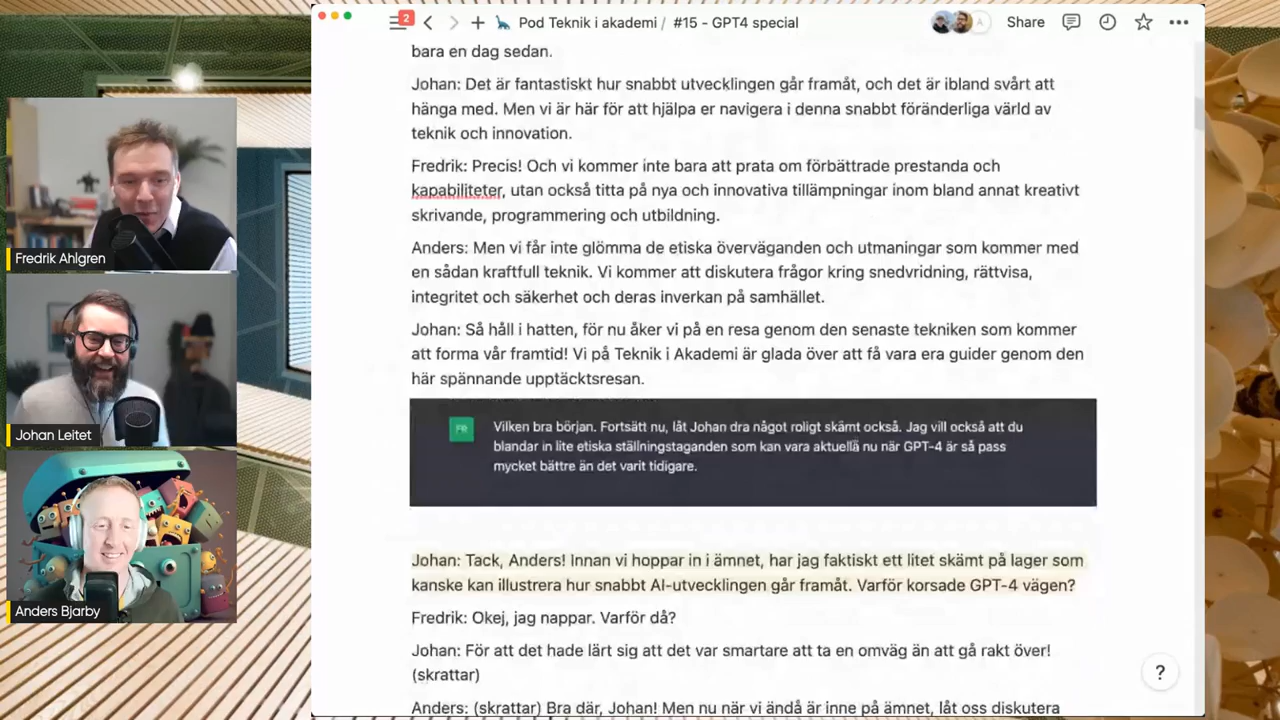 2
Pod Teknik i akademi / #15 - GPT4 special
Share
bara en dag sedan.
Johan: Det är fantastiskt hur snabbt utvecklingen går framåt, och det är ibland svårt att
hänga med. Men vi är här för att hjälpa er navigera i denna snabbt föränderliga värld av
teknik och innovation.
Fredrik: Precis! Och vi kommer inte bara att prata om förbättrade prestanda och
kapabiliteter, utan också titta på nya och innovativa tillämpningar inom bland annat kreativt
skrivande, programmering och utbildning.
Anders: Men vi får inte glömma de etiska överväganden och utmaningar som kommer med
en sådan kraftfull teknik. Vi kommer att diskutera frågor kring snedvridning, rättvisa,
integritet och säkerhet och deras inverkan på samhället.
Johan: Så håll i hatten, för nu åker vi på en resa genom den senaste tekniken som kommer
att forma vår framtid! Vi på Teknik i Akademi är glada över att få vara era guider genom den
här spännande upptäcktsresan.
Vilken bra början. Fortsätt nu, låt Johan dra något roligt skämt också. Jag vill också att du
blandar in lite etiska ställningstaganden som kan vara aktuella nu när GPT-4 är så pass
mycket bättre än det varit tidigare.
Johan: Tack, Anders! Innan vi hoppar in i ämnet, har jag faktiskt ett litet skämt på lager som
kanske kan illustrera hur snabbt AI-utvecklingen går framåt. Varför korsade GPT-4 vägen?
Fredrik: Okej, jag nappar. Varför då?
Johan: För att det hade lärt sig att det var smartare att ta en omväg än att gå rakt över!
(skrattar)
Anders: (skrattar) Bra där, Johan! Men nu när vi ändå är inne på ämnet, låt oss diskutera
?
Fredrik Ahlgren
Johan Leitet
Anders Bjarby